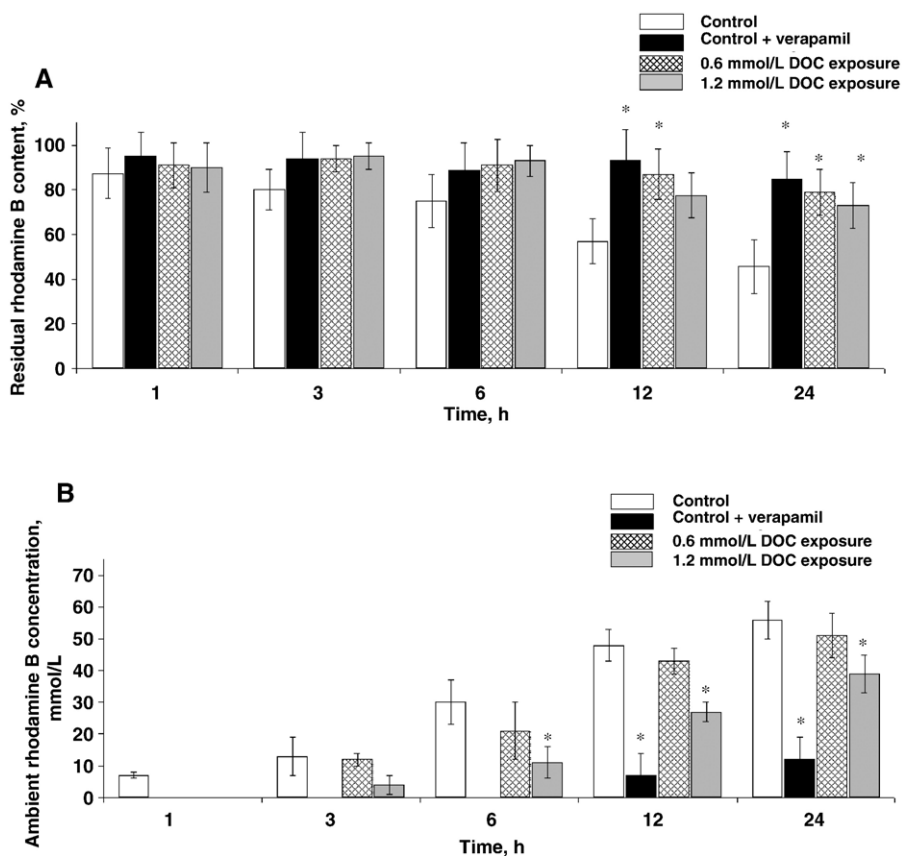 Control
Control + verapamil
0.6 mmol/L DOC exposure
1.2 mmol/L DOC exposure
A
Residual rhodamine B content, %
100
80
60
40
20
0
* * * * *
1 3 6 12 24
Time, h
B
Control
Control + verapamil
0.6 mmol/L DOC exposure
1.2 mmol/L DOC exposure
Ambient rhodamine B concentration,
mmol/L
70
60
50
40
30
20
10
0
* * * * *
1 3 6 12 24
Time, h